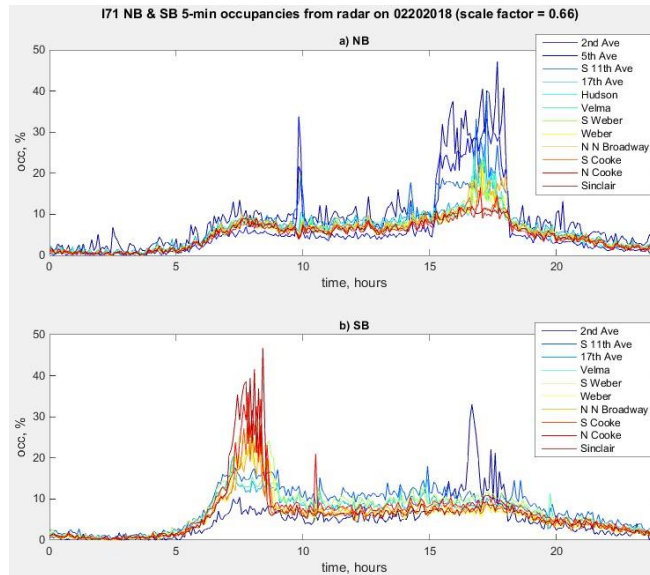 I71 NB & SB 5-min occupancies from radar on 02202018 (scale factor = 0.66)
a) NB
50
40
30
20
10
0
occ, %
0 5 10 15 20
time, hours
2nd Ave
5th Ave
S 11th Ave
17th Ave
Hudson
Velma
S Weber
Weber
N N Broadway
S Cooke
N Cooke
Sinclair
b) SB
50
40
30
20
10
0
occ, %
0 5 10 15 20
time, hours
2nd Ave
S 11th Ave
17th Ave
Velma
S Weber
Weber
N N Broadway
S Cooke
N Cooke
Sinclair